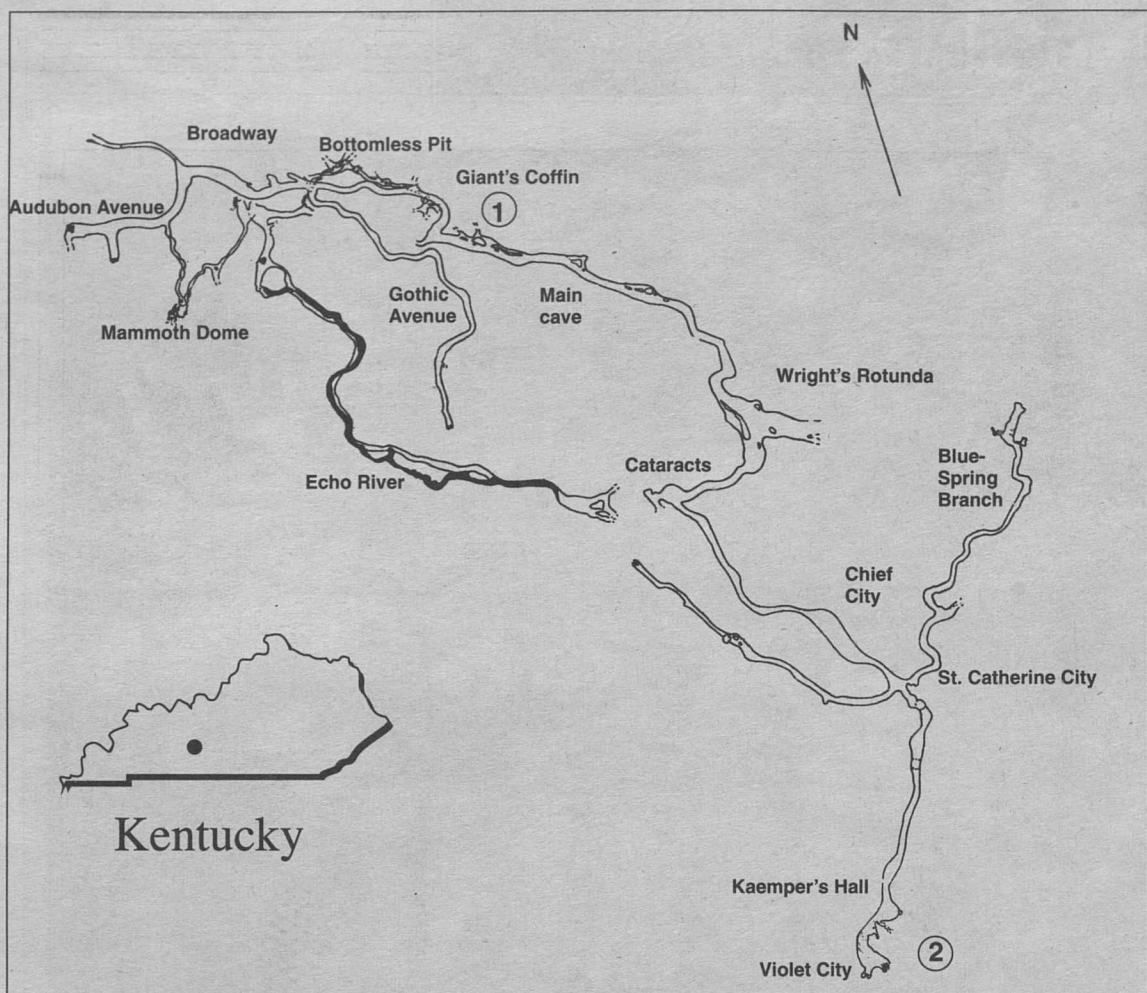 N
Broadway
Bottomless Pit
Giant's Coffin
1
Audubon Avenue
Gothic
Avenue
Main
cave
Mammoth Dome
Wright's Rotunda
Echo River
Cataracts
Blue-
Spring
Branch
Chief
City
St. Catherine City
Kentucky
Kaemper's Hall
Violet City
2